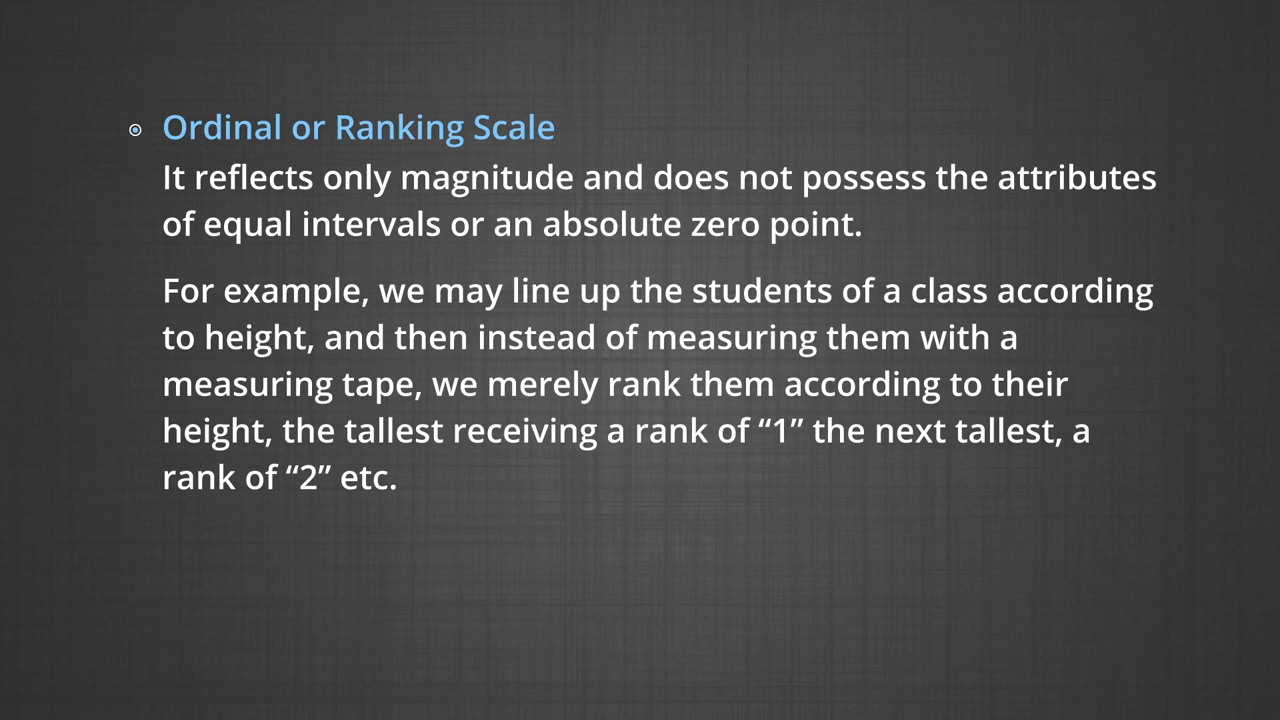 Ordinal or Ranking Scale
It reflects only magnitude and does not possess the attributes
of equal intervals or an absolute zero point.
For example, we may line up the students of a class according
to height, and then instead of measuring them with a
measuring tape, we merely rank them according to their
height, the tallest receiving a rank of “1” the next tallest, a
rank of “2” etc.